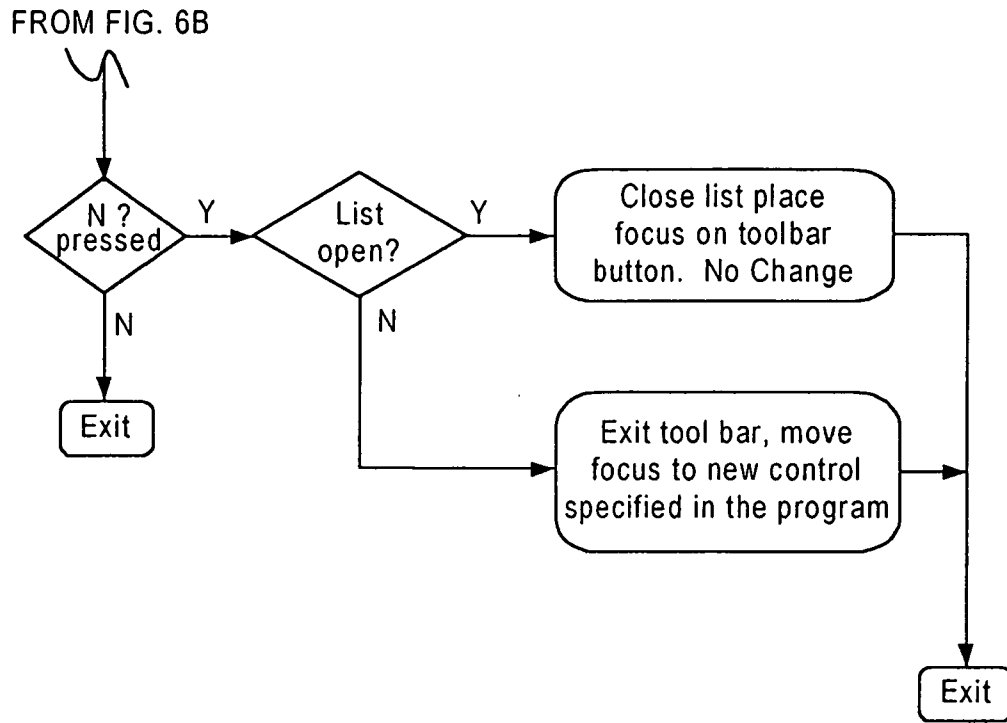 FROM FIG. 6B
N ?
pressed
Y
List
open?
Y
Close list place
focus on toolbar
button. No Change
N
N
Exit
Exit tool bar, move
focus to new control
specified in the program
Exit